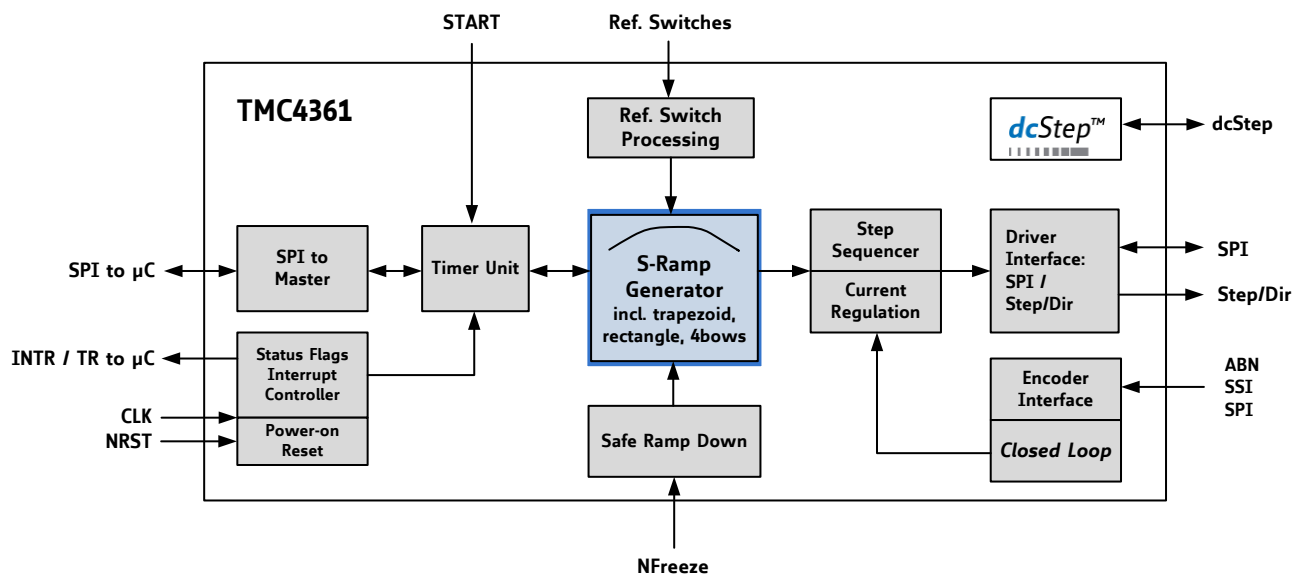 START
Ref. Switches
TMC4361
Ref. Switch
Processing
dcStep™
dcStep
SPI to µC
SPI to
Master
Timer Unit
S-Ramp
Generator
incl. trapezoid,
rectangle, 4bows
Step
Sequencer
Current
Regulation
Driver
Interface:
SPI /
Step/Dir
SPI
Step/Dir
INTR / TR to µC
Status Flags
Interrupt
Controller
CLK
NRST
Power-on
Reset
Safe Ramp Down
Encoder
Interface
Closed Loop
ABN
SSI
SPI
NFreeze